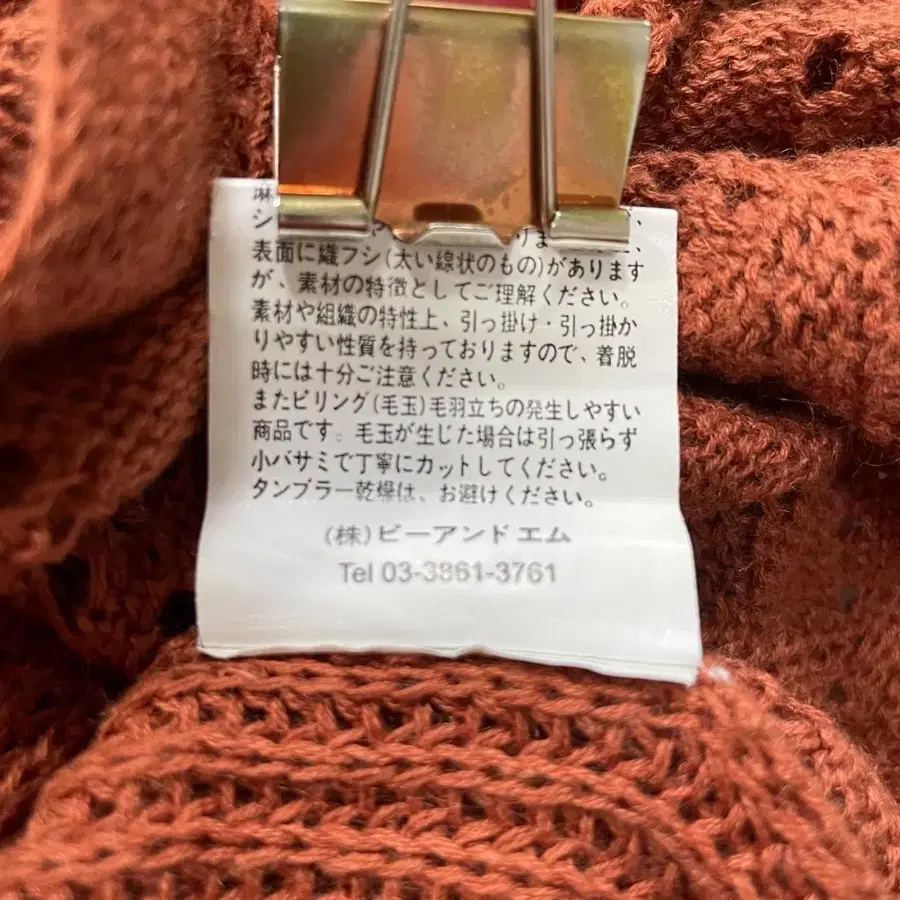 シ
りま
表面に織フシ(太い線状のもの)があります
が、素材の特徴としてご理解ください。
素材や組織の特性上、引っ掛け・引っ掛か
りやすい性質を持っておりますので、着脱
時には十分ご注意ください。
またピリング(毛玉)毛羽立ちの発生しやすい
商品です。毛玉が生じた場合は引っ張らず
小バサミで丁寧にカットしてください。
タンブラー乾燥は、お避けください。
(株)ビーアンドエム
Tel 03-3861-3761